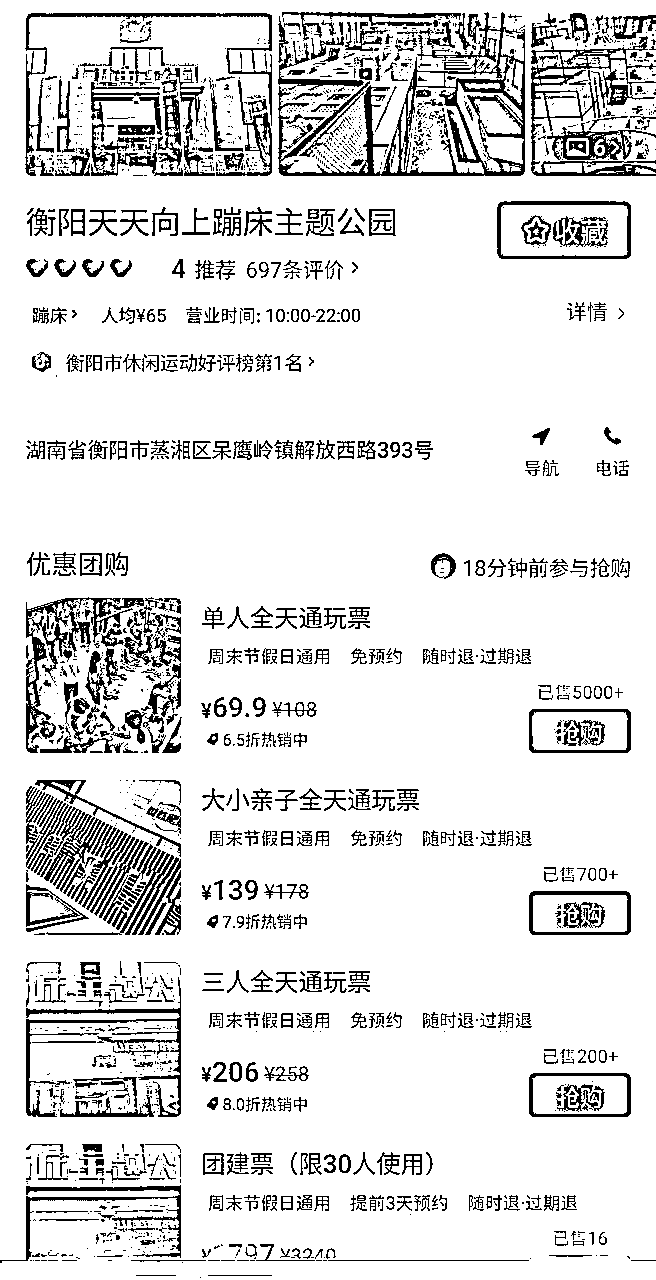 衡阳天天向上蹦床主题公园
收藏
4 推荐 697条评价
蹦床 人均¥65 营业时间: 10:00-22:00
详情
衡阳市休闲运动好评榜第1名
湖南省衡阳市蒸湘区呆鹰岭镇解放西路393号
导航 电话
优惠团购
18分钟前参与抢购
单人全天通玩票
周末节假日通用 免预约 随时退·过期退
已售5000+
¥69.9 ¥108
抢购
6.5折热销中
大小亲子全天通玩票
周末节假日通用 免预约 随时退·过期退
已售700+
¥139 ¥178
抢购
7.9折热销中
三人全天通玩票
周末节假日通用 免预约 随时退·过期退
已售200+
¥206 ¥258
抢购
8.0折热销中
团建票（限30人使用）
周末节假日通用 提前3天预约 随时退·过期退
已售16
¥3240